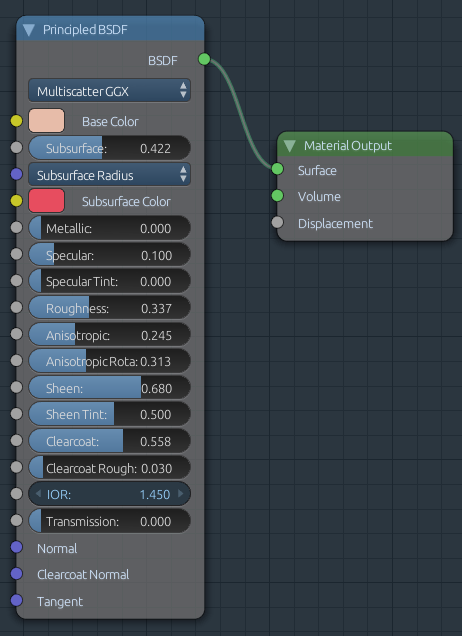 Principled BSDF
BSDF
Multiscatter GGX
Base Color
Subsurface: 0.422
Subsurface Radius
Subsurface Color
Metallic: 0.000
Specular: 0.100
Specular Tint: 0.000
Roughness: 0.337
Anisotropic: 0.245
Anisotropic Rota: 0.313
Sheen: 0.680
Sheen Tint: 0.500
Clearcoat: 0.558
Clearcoat Rough: 0.030
IOR: 1.450
Transmission: 0.000
Normal
Clearcoat Normal
Tangent
Material Output
Surface
Volume
Displacement